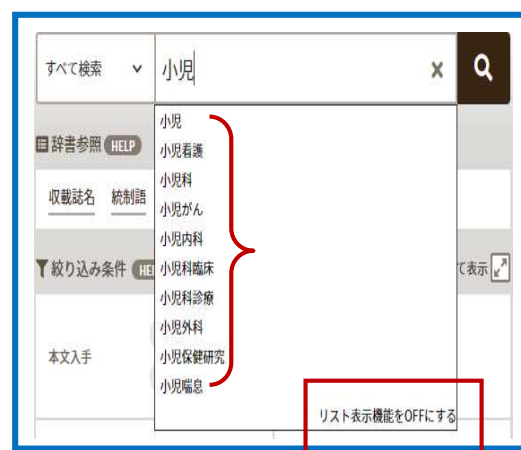 すべて検索 小児
小児
辞書参照 HELP
小児看護
小児科
収載誌名 統制語
小児がん
小児内科
絞り込み条件
小児科臨床
て表示
小児科診療
小児外科
本文入手
小児保健研究
小児喘息
リスト表示機能をOFFにする